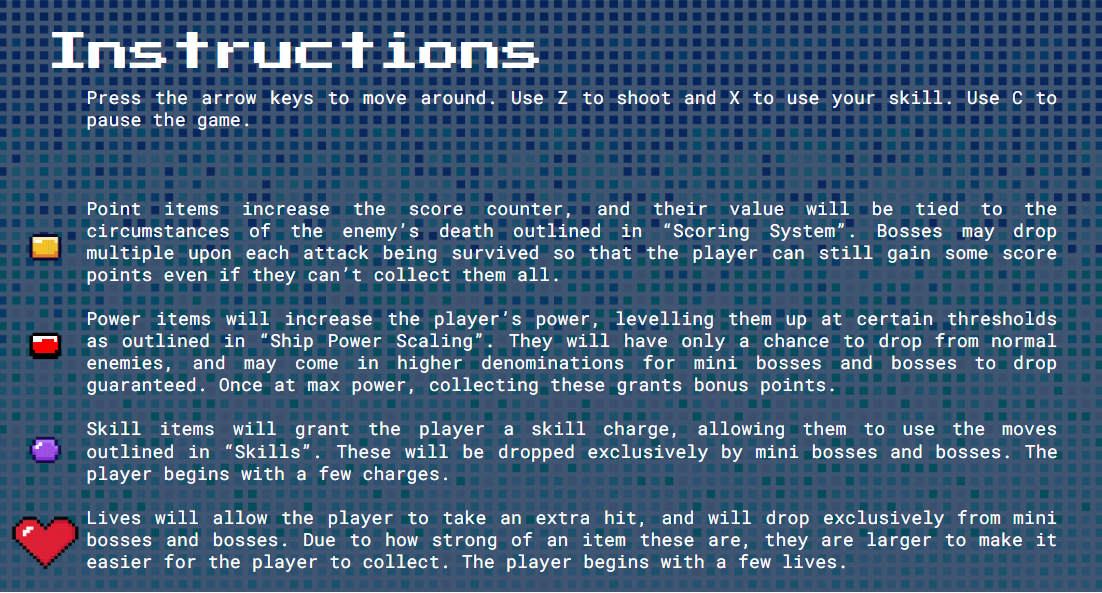 Instructions
Press the arrow keys to move around. Use Z to shoot and X to use your skill. Use C to
pause the game.
Point items increase the score counter, and their value will be tied to the
circumstances of the enemy’s death outlined in “Scoring System”. Bosses may drop
multiple upon each attack being survived so that the player can still gain some score
points even if they can’t collect them all.
Power items will increase the player’s power, levelling them up at certain thresholds
as outlined in “Ship Power Scaling”. They will have only a chance to drop from normal
enemies, and may come in higher denominations for mini bosses and bosses to drop
guaranteed. Once at max power, collecting these grants bonus points.
Skill items will grant the player a skill charge, allowing them to use the moves
outlined in “Skills”. These will be dropped exclusively by mini bosses and bosses. The
player begins with a few charges.
Lives will allow the player to take an extra hit, and will drop exclusively from mini
bosses and bosses. Due to how strong of an item these are, they are larger to make it
easier for the player to collect. The player begins with a few lives.